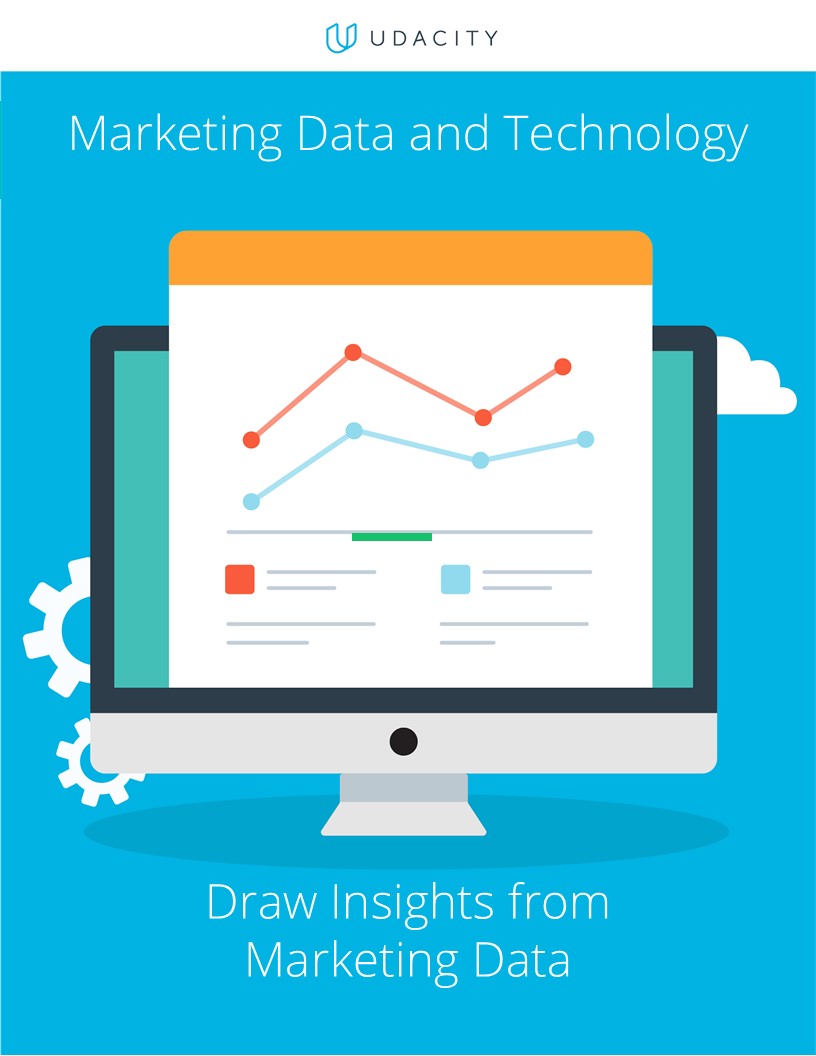 UDACITY
Marketing Data and Technology
Draw Insights from
Marketing Data